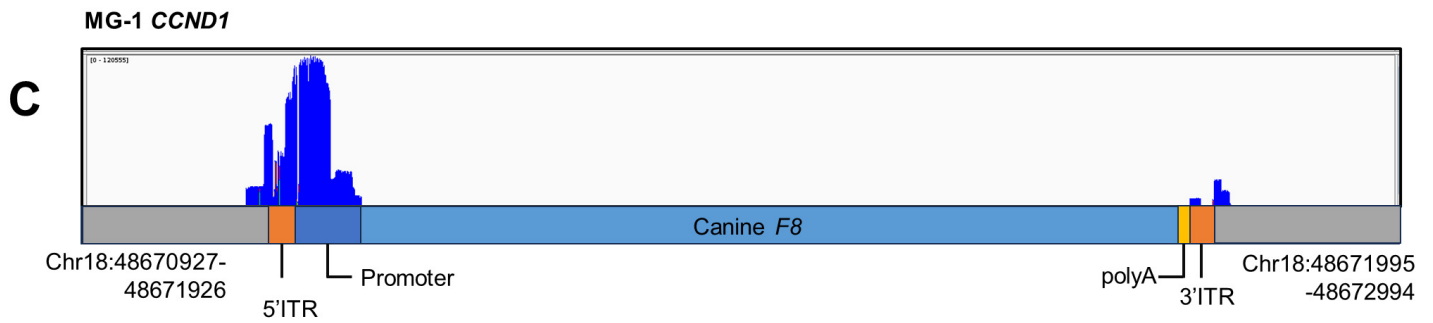 MG-1 CCND1
C
[0 - 120555]
Canine F8
Chr18:48670927-
48671926
5'ITR
Promoter
polyA
3'ITR
Chr18:48671995
-48672994